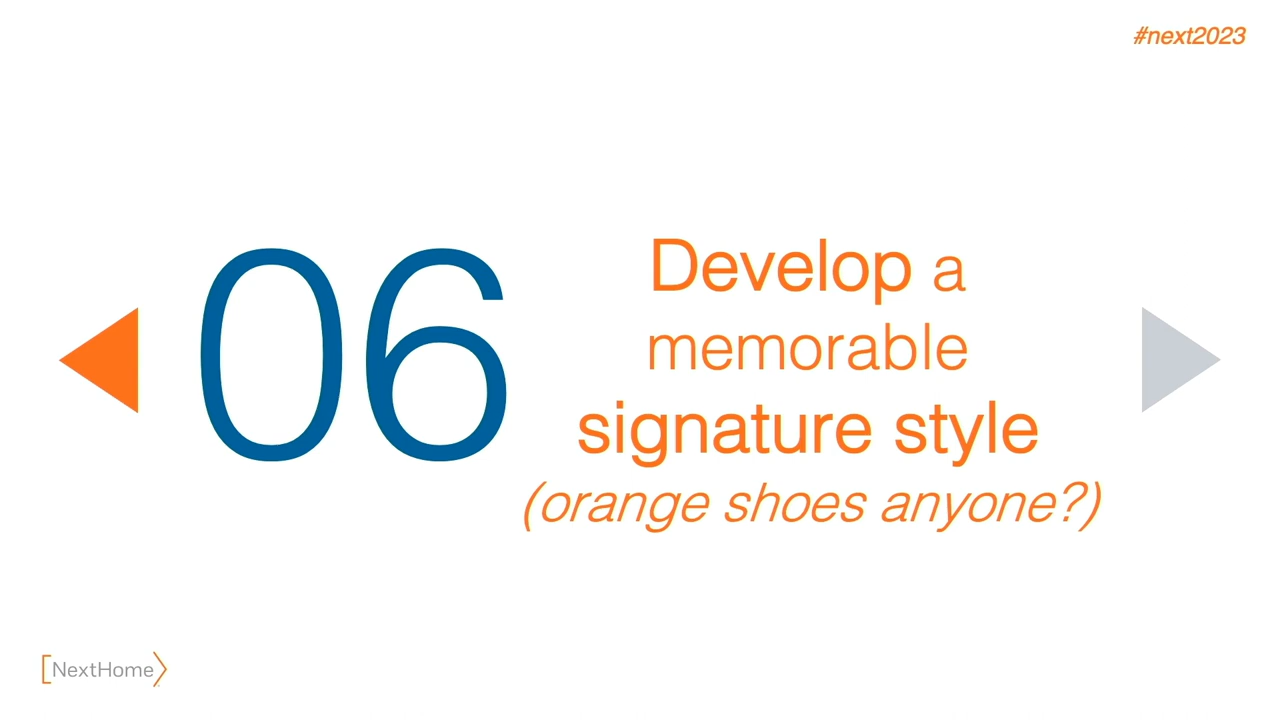 #next2023
06
Develop a
memorable
signature style
(orange shoes anyone?)
NextHome